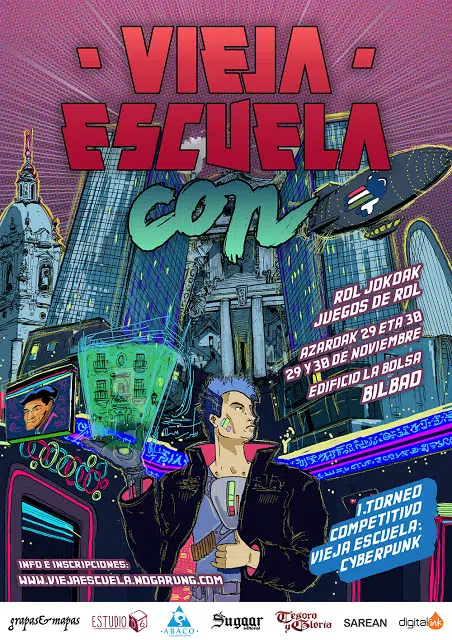 · VIEJA ·
ESCUELA
CON
ROL JOKOAK
JUEGOS DE ROL
AZAROAK 29 ETA 30
29 Y 30 DE NOVIEMBRE
EDIFICIO LA BOLSA
BILBAO
I.TORNEO
COMPETITIVO
VIEJA ESCUELA:
CYBERPUNK
INFO E INSCRIPCIONES:
WWW.VIEJAESCUELA.NOGARUNG.COM
grapas&mapas
ESTUDIO
ABACO
Sugaar
Tesoro y Gloria
SAREAN
digital ink